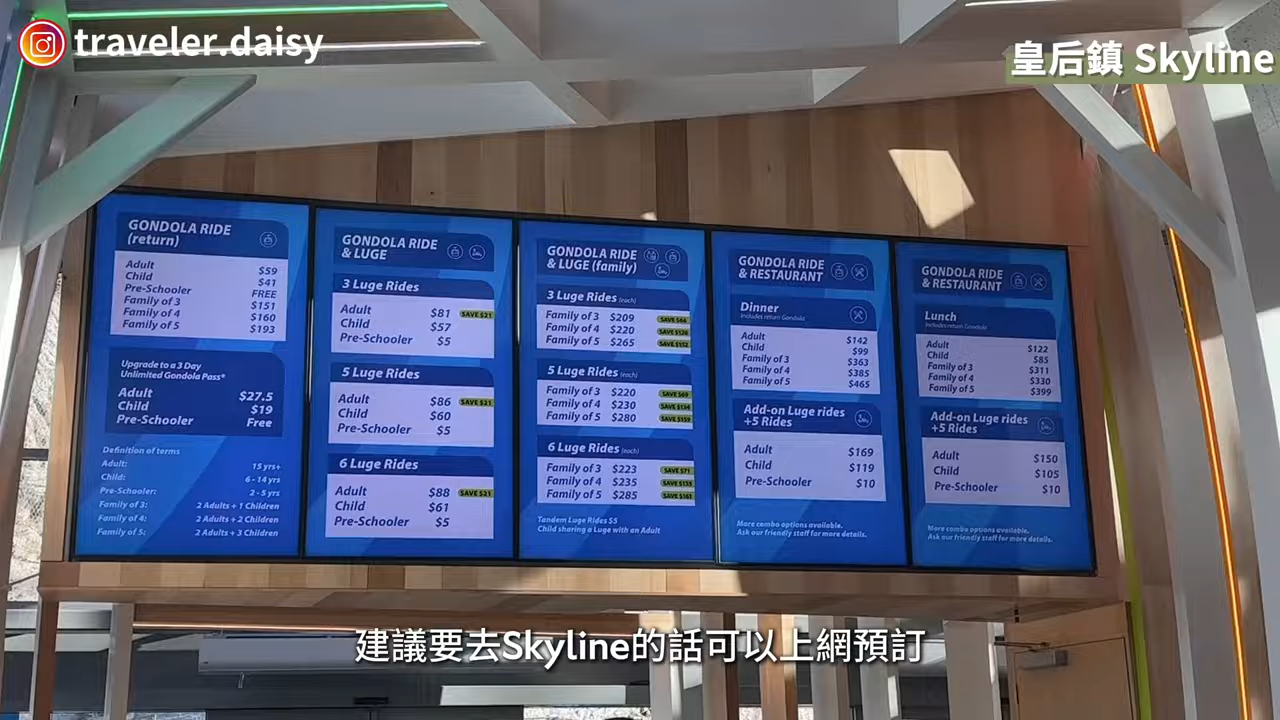 traveler.daisy
皇后鎮 Skyline
GONDOLA RIDE
(return)
Adult $59
Child $41
Pre-Schooler FREE
Family of 3 $151
Family of 4 $160
Family of 5 $193
Upgrade to a 3 Day
Unlimited Gondola Pass*
Adult $27.5
Child $19
Pre-Schooler Free
Definition of terms
Adult: 15 yrs+
Child: 6 - 14 yrs
Pre-Schooler: 2 - 5 yrs
Family of 3: 2 Adults + 1 Children
Family of 4: 2 Adults + 2 Children
Family of 5: 2 Adults + 3 Children
GONDOLA RIDE
& LUGE
3 Luge Rides
Adult $81 SAVE $21
Child $57
Pre-Schooler $5
5 Luge Rides
Adult $86 SAVE $21
Child $60
Pre-Schooler $5
6 Luge Rides
Adult $88 SAVE $21
Child $61
Pre-Schooler $5
GONDOLA RIDE
& LUGE (family)
3 Luge Rides (each)
Family of 3 $209 SAVE
Family of 4 $220 SAVE
Family of 5 $265 SAVE
5 Luge Rides (each)
Family of 3 $220 SAVE
Family of 4 $230 SAVE
Family of 5 $280 SAVE
6 Luge Rides (each)
Family of 3 $223 SAVE $71
Family of 4 $235 SAVE
Family of 5 $285 SAVE
Tandem Luge Rides $5
Child sharing a Luge with an Adult
GONDOLA RIDE
& RESTAURANT
Dinner
Includes return Gondola
Adult $142
Child $99
Family of 3 $363
Family of 4 $385
Family of 5 $465
Add-on Luge rides
+5 Rides
Adult $169
Child $119
Pre-Schooler $10
More combo options available.
Ask our friendly staff for more details.
GONDOLA RIDE
& RESTAURANT
Lunch
Includes return Gondola
Adult $122
Child $85
Family of 3 $311
Family of 4 $330
Family of 5 $399
Add-on Luge rides
+5 Rides
Adult $150
Child $105
Pre-Schooler $10
More combo options available.
Ask our friendly staff for more details.
建議要去Skyline的話可以上網預訂